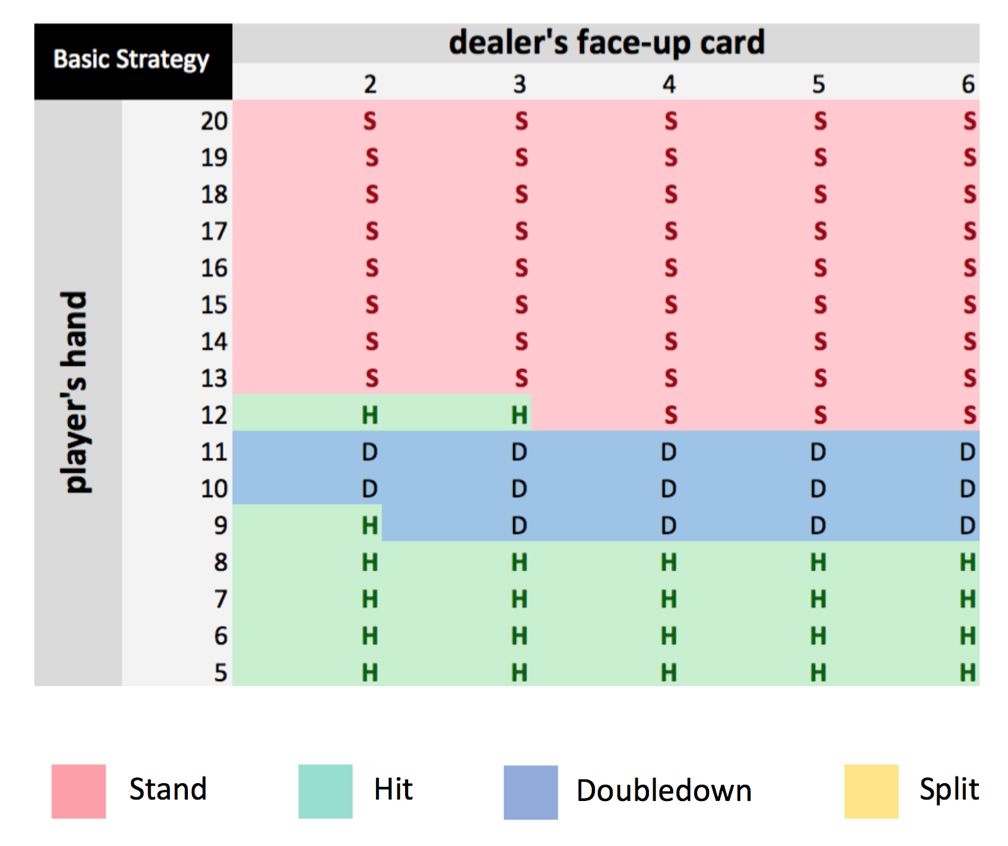 Basic Strategy
dealer's face-up card
2 3 4 5 6
player's hand
20 S S S S S
19 S S S S S
18 S S S S S
17 S S S S S
16 S S S S S
15 S S S S S
14 S S S S S
13 S S S S S
12 H H S S S
11 D D D D D
10 D D D D D
9 H D D D D
8 H H H H H
7 H H H H H
6 H H H H H
5 H H H H H
Stand Hit Doubledown Split